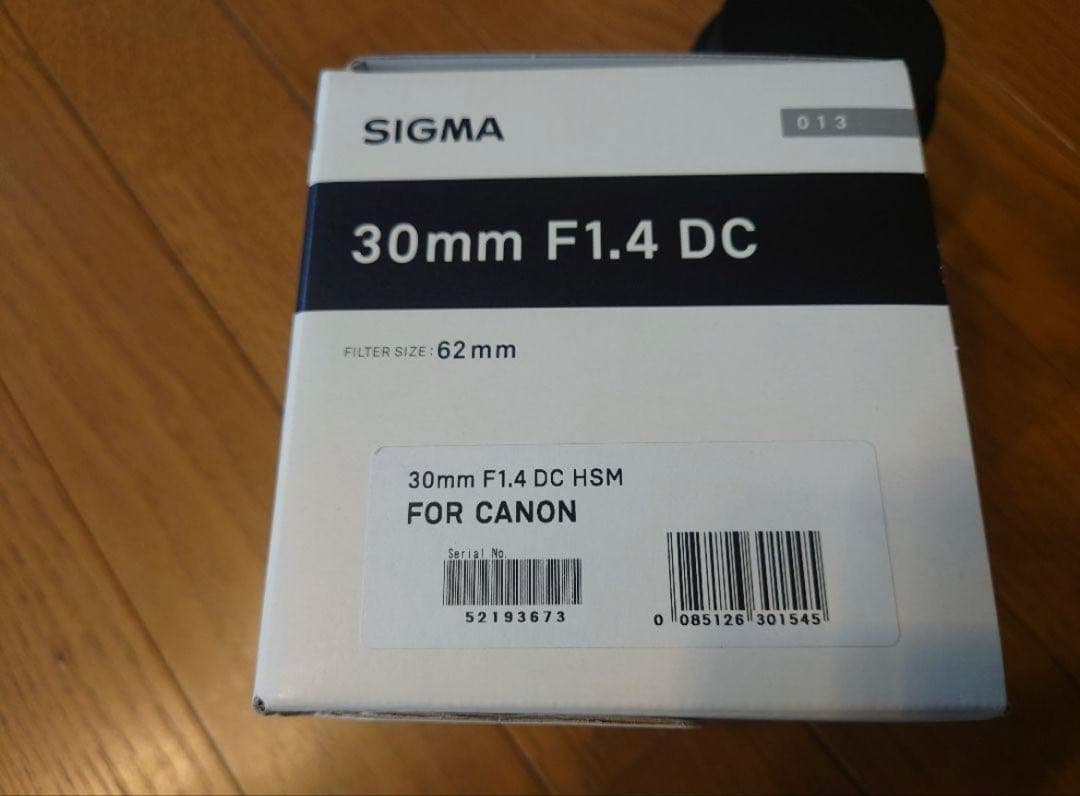 SIGMA
013
30mm F1.4 DC
FILTER SIZE: 62mm
30mm F1.4 DC HSM
FOR CANON
Serial No.
52193673
0 085126 301545